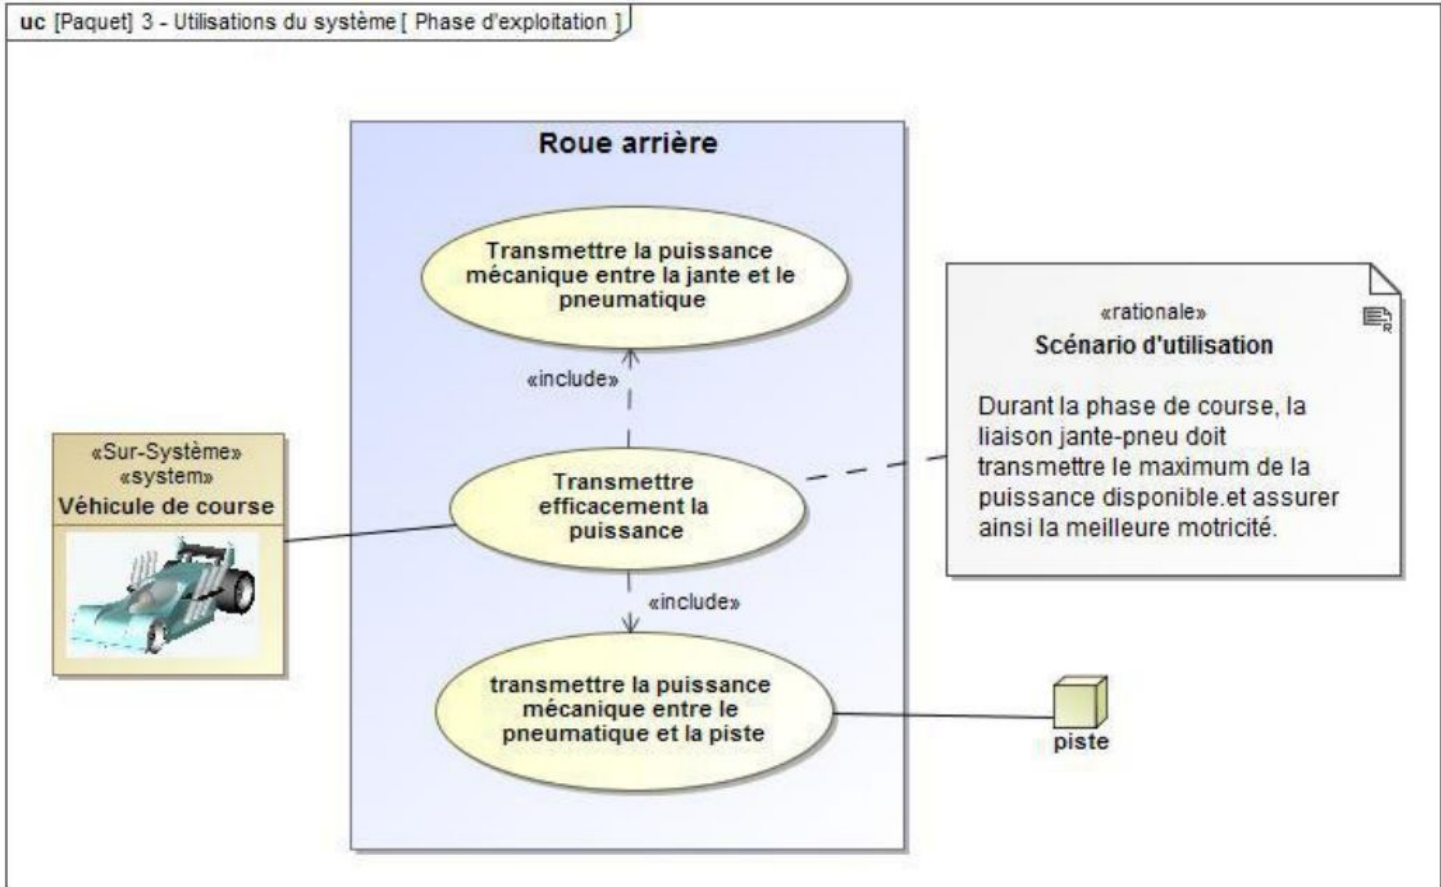 uc [Paquet] 3 - Utilisations du système [ Phase d'exploitation ]
Roue arrière
Transmettre la puissance
mécanique entre la jante et le
pneumatique
«include»
«rationale»
Scénario d'utilisation
Durant la phase de course, la
liaison jante-pneu doit
transmettre le maximum de la
puissance disponible.et assurer
ainsi la meilleure motricité.
«Sur-Système»
«system»
Véhicule de course
Transmettre
efficacement la
puissance
«include»
transmettre la puissance
mécanique entre le
pneumatique et la piste
piste